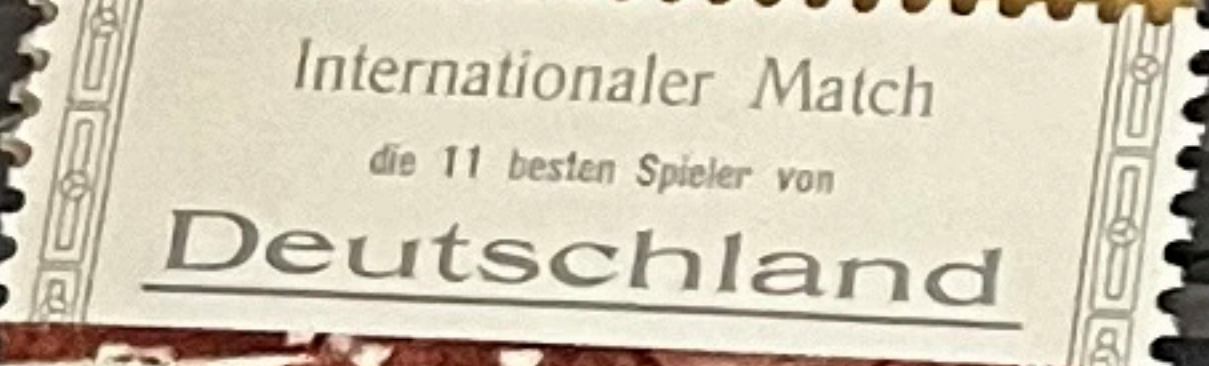 Internationaler Match
die 11 besten Spieler von
Deutschland